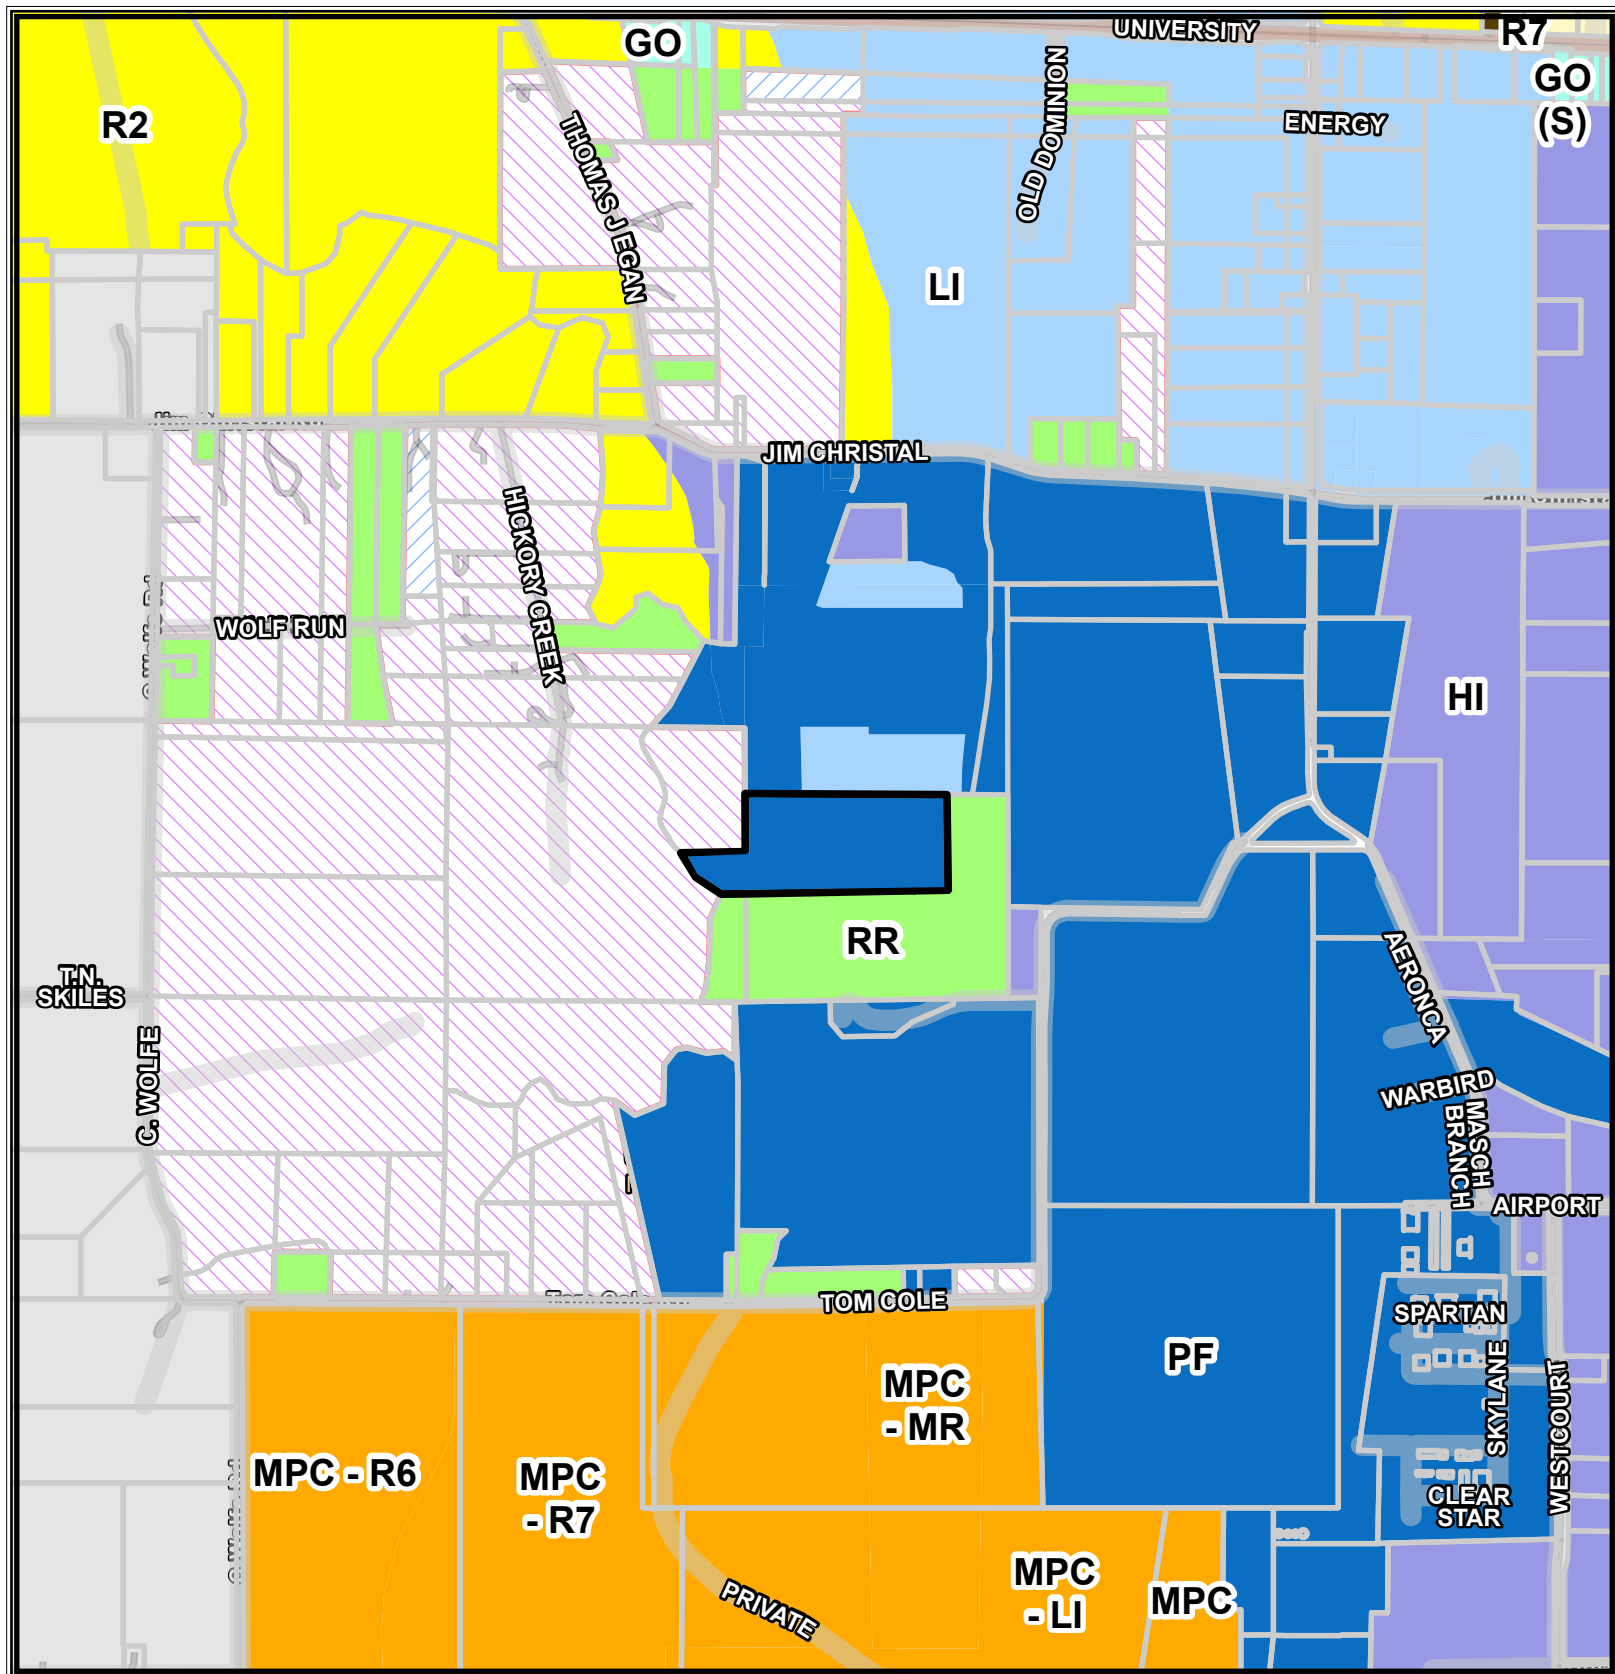 UNIVERSITY
GO
R7
GO
(S)
R2
THOMAS J EGAN
OLD DOMINION
ENERGY
LI
JIM CHRISTAL
HICKORY CREEK
WOLF RUN
HI
RR
T.N.
SKILES
C. WOLFE
AERONCA
WARBIRD
MASCH
BRANCH
AIRPORT
TOM COLE
SPARTAN
PF
MPC
- MR
SKYLANE
WESTCOURT
MPC - R6
MPC
- R7
CLEAR
STAR
MPC
- LI
MPC
PRIVATE